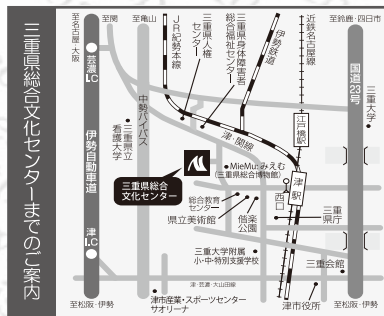 三重県総合文化センターまでのご案内
至名古屋・大阪
至関
至亀山
至鈴鹿・四日市
芸濃I.C
伊勢自動車道
津I.C
至松阪・伊勢
中勢バイパス
三重県立
看護大学
JR紀勢本線
三重県人権
センター
三重県身体障害者
総合福祉センター
伊勢鉄道
近鉄名古屋線
国道23号
三重大学
江戸橋駅
津・関線
MieMu:みえむ
(三重県総合博物館)
三重県総合
文化センター
総合教育
センター
県立美術館
偕楽
公園
西口
津駅
三重
県庁
三重大学附属
小・中・特別支援学校
三重会館
津・芸濃・大山田線
津市産業・スポーツセンター
サオリーナ
津市役所
至松阪・伊勢